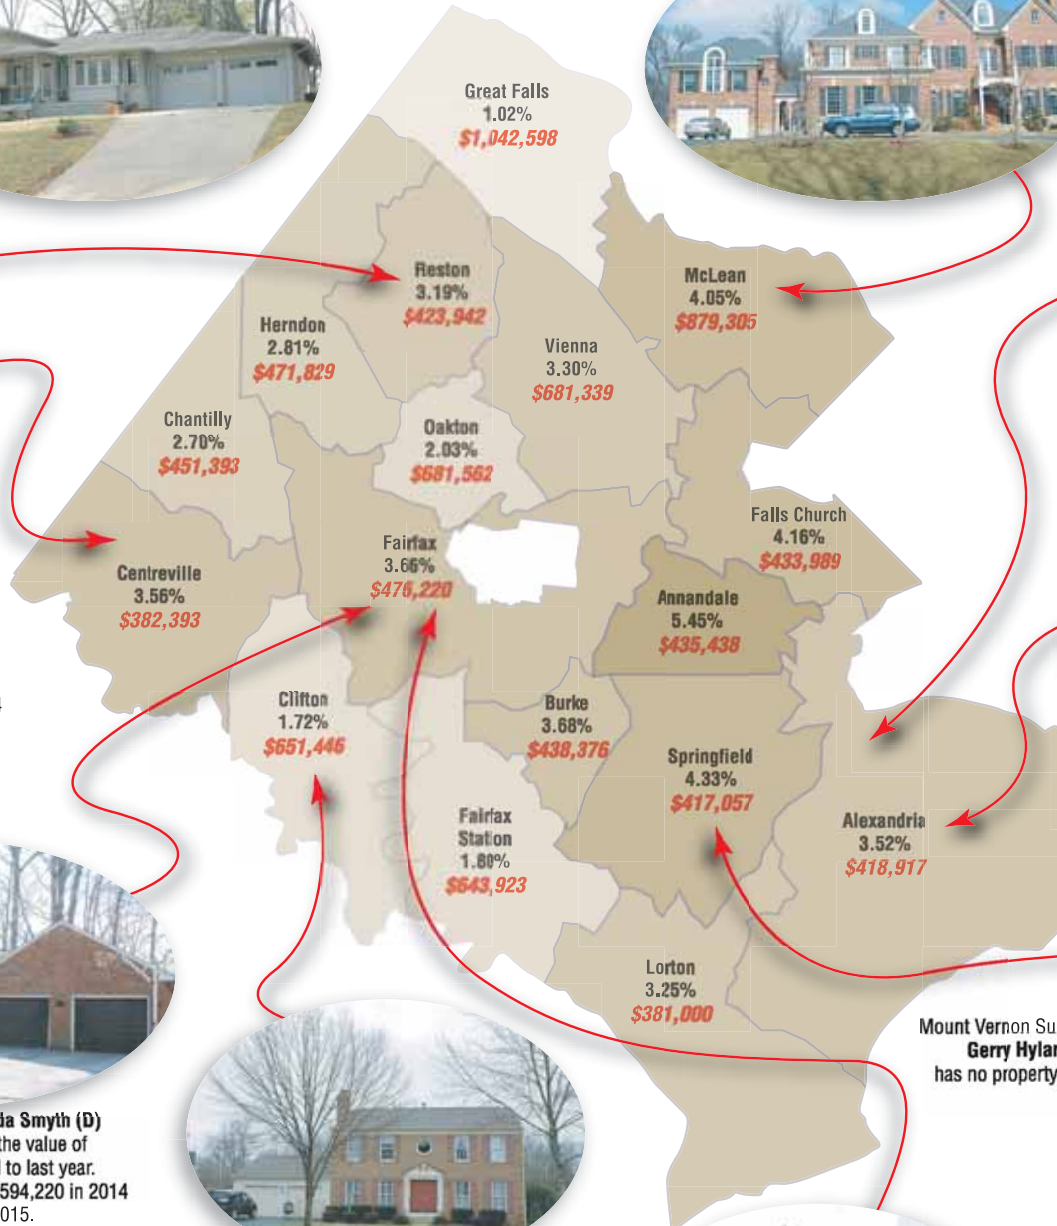 Great Falls
1.02%
$1,042,598
Reston
3.19%
$423,942
McLean
4.05%
$879,305
Herndon
2.81%
$471,829
Vienna
3.30%
$681,339
Chantilly
2.70%
$451,393
Oakton
2.03%
$681,562
Falls Church
4.16%
$433,989
Fairfax
3.66%
$476,220
Centreville
3.56%
$382,393
Annandale
5.45%
$435,438
Clifton
1.72%
$651,446
Burke
3.68%
$438,376
Springfield
4.33%
$417,057
Fairfax
Station
1.80%
$643,923
Alexandria
3.52%
$418,917
Lorton
3.25%
$381,000
Mount Vernon Su
Gerry Hylan
has no property
da Smyth (D)
the value of
to last year.
594,220 in 2014
015.